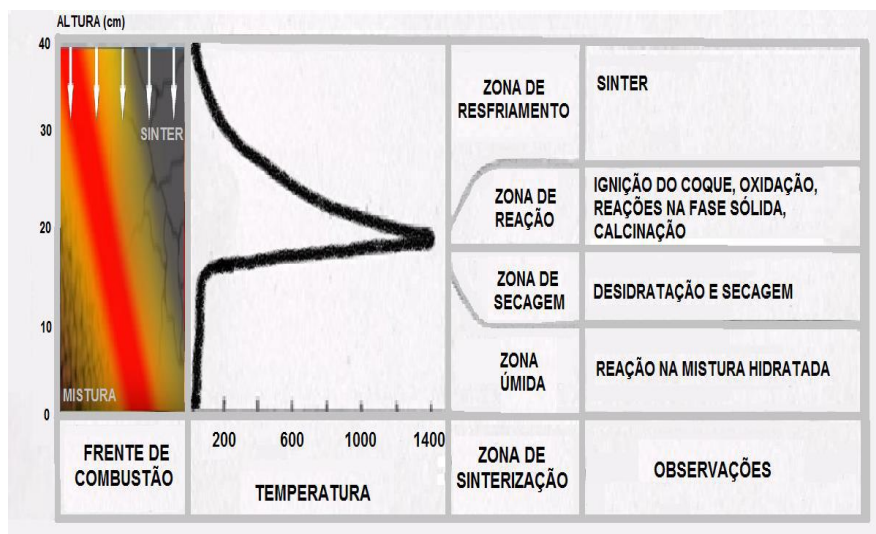 ALTURA (cm)
40
30
20
10
0
SINTER
MISTURA
200 600 1000 1400
ZONA DE
RESFRIAMENTO
SINTER
ZONA DE
REAÇÃO
IGNIÇÃO DO COQUE, OXIDAÇÃO,
REAÇÕES NA FASE SÓLIDA,
CALCINAÇÃO
ZONA DE
SECAGEM
DESIDRATAÇÃO E SECAGEM
ZONA
ÚMIDA
REAÇÃO NA MISTURA HIDRATADA
FRENTE DE
COMBUSTÃO
TEMPERATURA
ZONA DE
SINTERIZAÇÃO
OBSERVAÇÕES